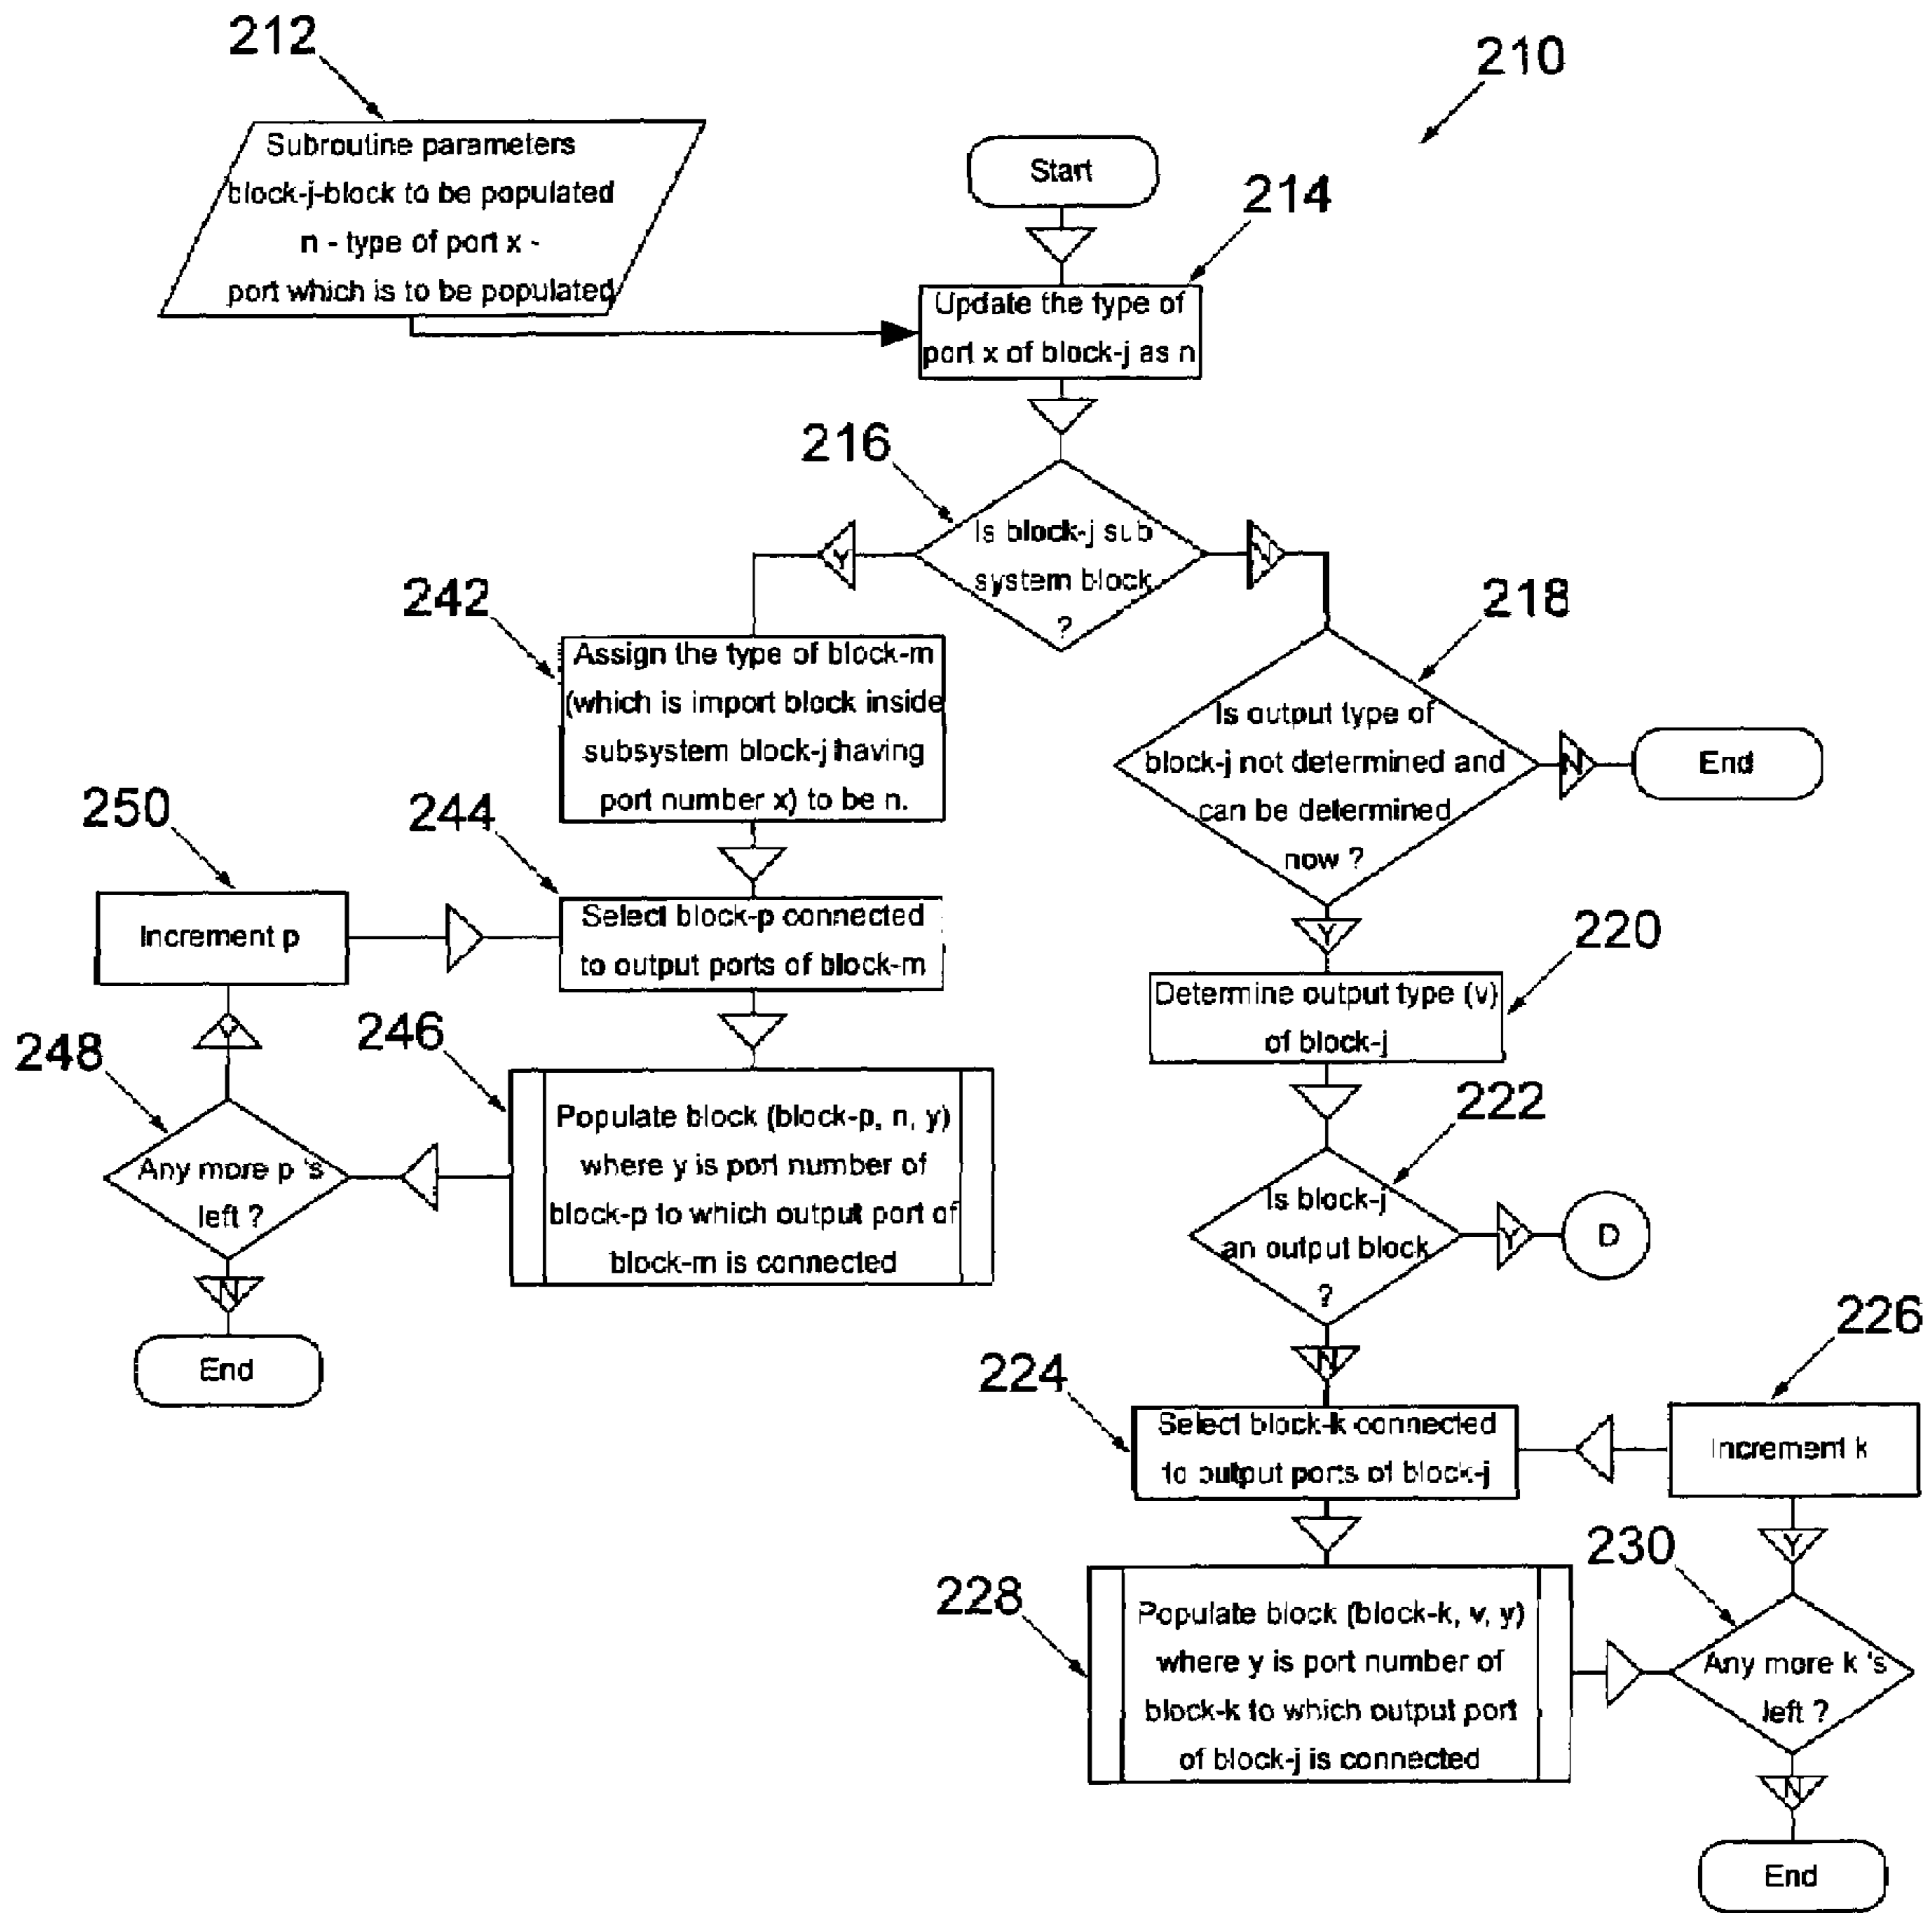 212
210
Subroutine parameters
block-j-block to be populated
n - type of port x -
port which is to be populated
Start
214
Update the type of
port x of block-j as n
216
Is block-j sub
system block
?
Y
N
242
218
Assign the type of block-m
(which is import block inside
subsystem block-j having
port number x) to be n.
Is output type of
block-j not determined and
can be determined
now ?
N
End
250
244
Increment p
Select block-p connected
to output ports of block-m
Y
220
Determine output type (v)
of block-j
248
Y
246
222
Any more p 's
left ?
Populate block (block-p, n, y)
where y is port number of
block-p to which output port of
block-m is connected
Is block-j
an output block
?
Y
D
N
End
N
226
224
Select block-k connected
to output ports of block-j
Increment k
Y
230
228
Populate block (block-k, v, y)
where y is port number of
block-k to which output port
of block-j is connected
Any more k 's
left ?
N
End